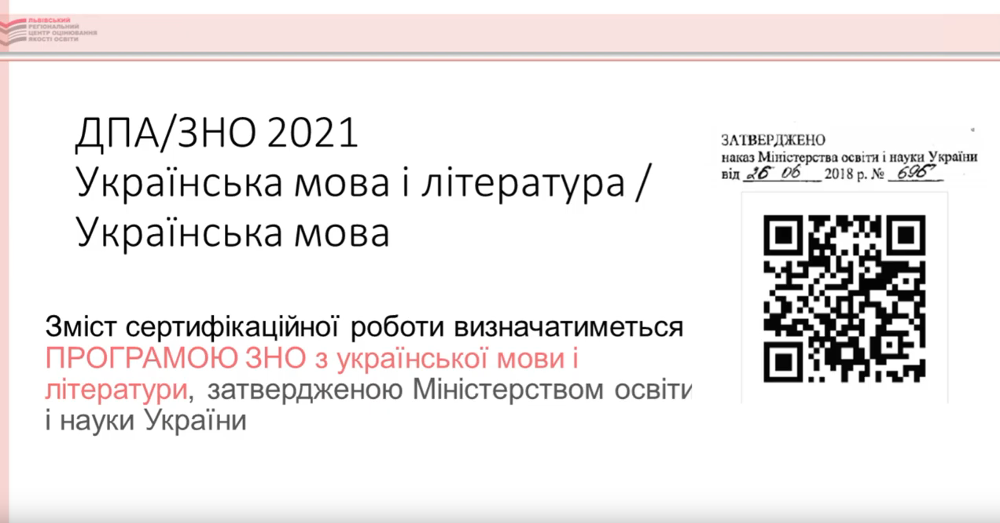 ЛЬВІВСЬКИЙ
РЕГІОНАЛЬНИЙ
ЦЕНТР ОЦІНЮВАННЯ
ЯКОСТІ ОСВІТИ
ДПА/ЗНО 2021
Українська мова і література /
Українська мова
ЗАТВЕРДЖЕНО
наказ Міністерства освіти і науки України
від 26 06 2018 р. № 696
Зміст сертифікаційної роботи визначатиметься
ПРОГРАМОЮ ЗНО з української мови і
літератури, затвердженою Міністерством освіти
і науки України